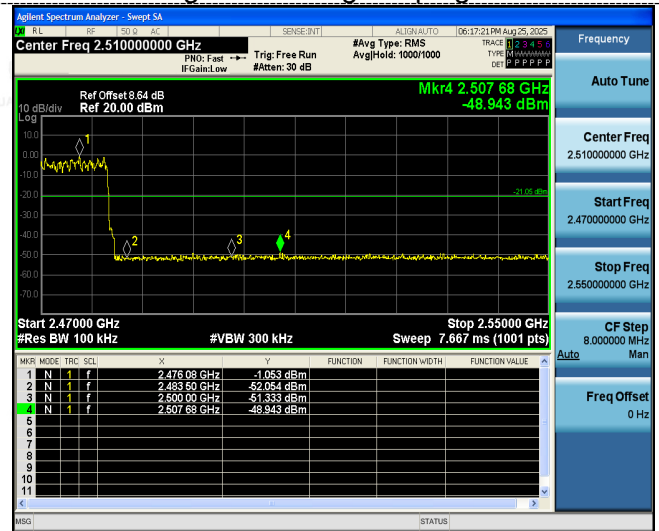 Agilent Spectrum Analyzer - Swept SA
LXI RL RF 50 Ω AC SENSE:INT ALIGNAUTO 06:17:21 PM Aug 25, 2025
Center Freq 2.510000000 GHz
PNO: Fast
IFGain:Low
Trig: Free Run
#Atten: 30 dB
#Avg Type: RMS
Avg|Hold: 1000/1000
TRACE 1 2 3 4 5 6
TYPE MWWWWW
DET P P P P P P
Ref Offset 8.64 dB
10 dB/div Ref 20.00 dBm
Log
Mkr4 2.507 68 GHz
-48.943 dBm
10.0
0.00
-10.0
-20.0
-30.0
-40.0
-50.0
-60.0
-70.0
1
2
3
4
-21.05 dBm
Start 2.47000 GHz Stop 2.55000 GHz
#Res BW 100 kHz #VBW 300 kHz Sweep 7.667 ms (1001 pts)
MKR MODE TRC SCL X Y FUNCTION FUNCTION WIDTH FUNCTION VALUE
1 N 1 f 2.476 08 GHz -1.053 dBm
2 N 1 f 2.483 50 GHz -52.054 dBm
3 N 1 f 2.500 00 GHz -51.333 dBm
4 N 1 f 2.507 68 GHz -48.943 dBm
5
6
7
8
9
10
11
MSG STATUS
Frequency
Auto Tune
Center Freq
2.510000000 GHz
Start Freq
2.470000000 GHz
Stop Freq
2.550000000 GHz
CF Step
8.000000 MHz
Auto Man
Freq Offset
0 Hz